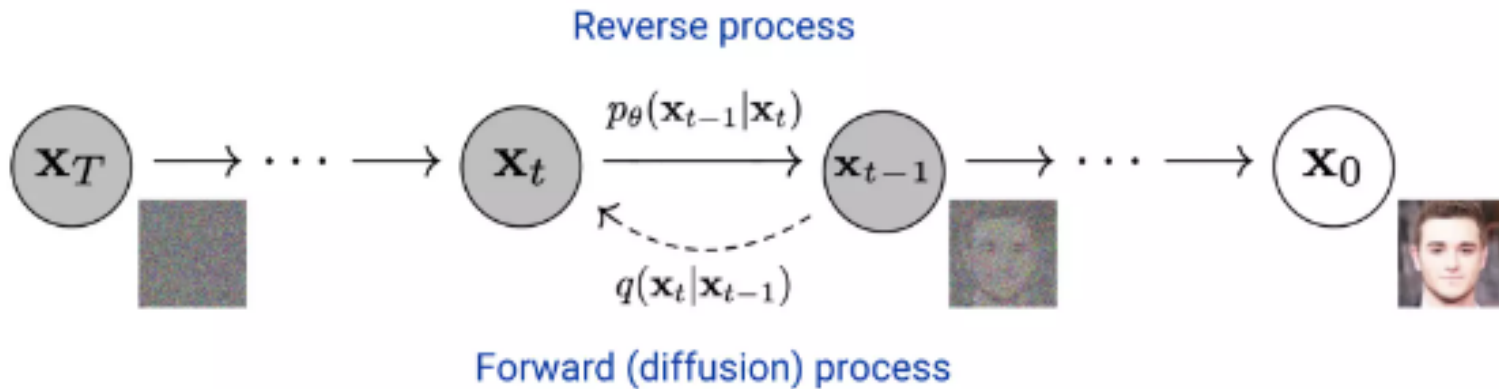 Reverse process
p_θ(x_{t−1}|x_t)
x_T → ··· → x_t → x_{t−1} → ··· → x_0
q(x_t|x_{t−1})
Forward (diffusion) process